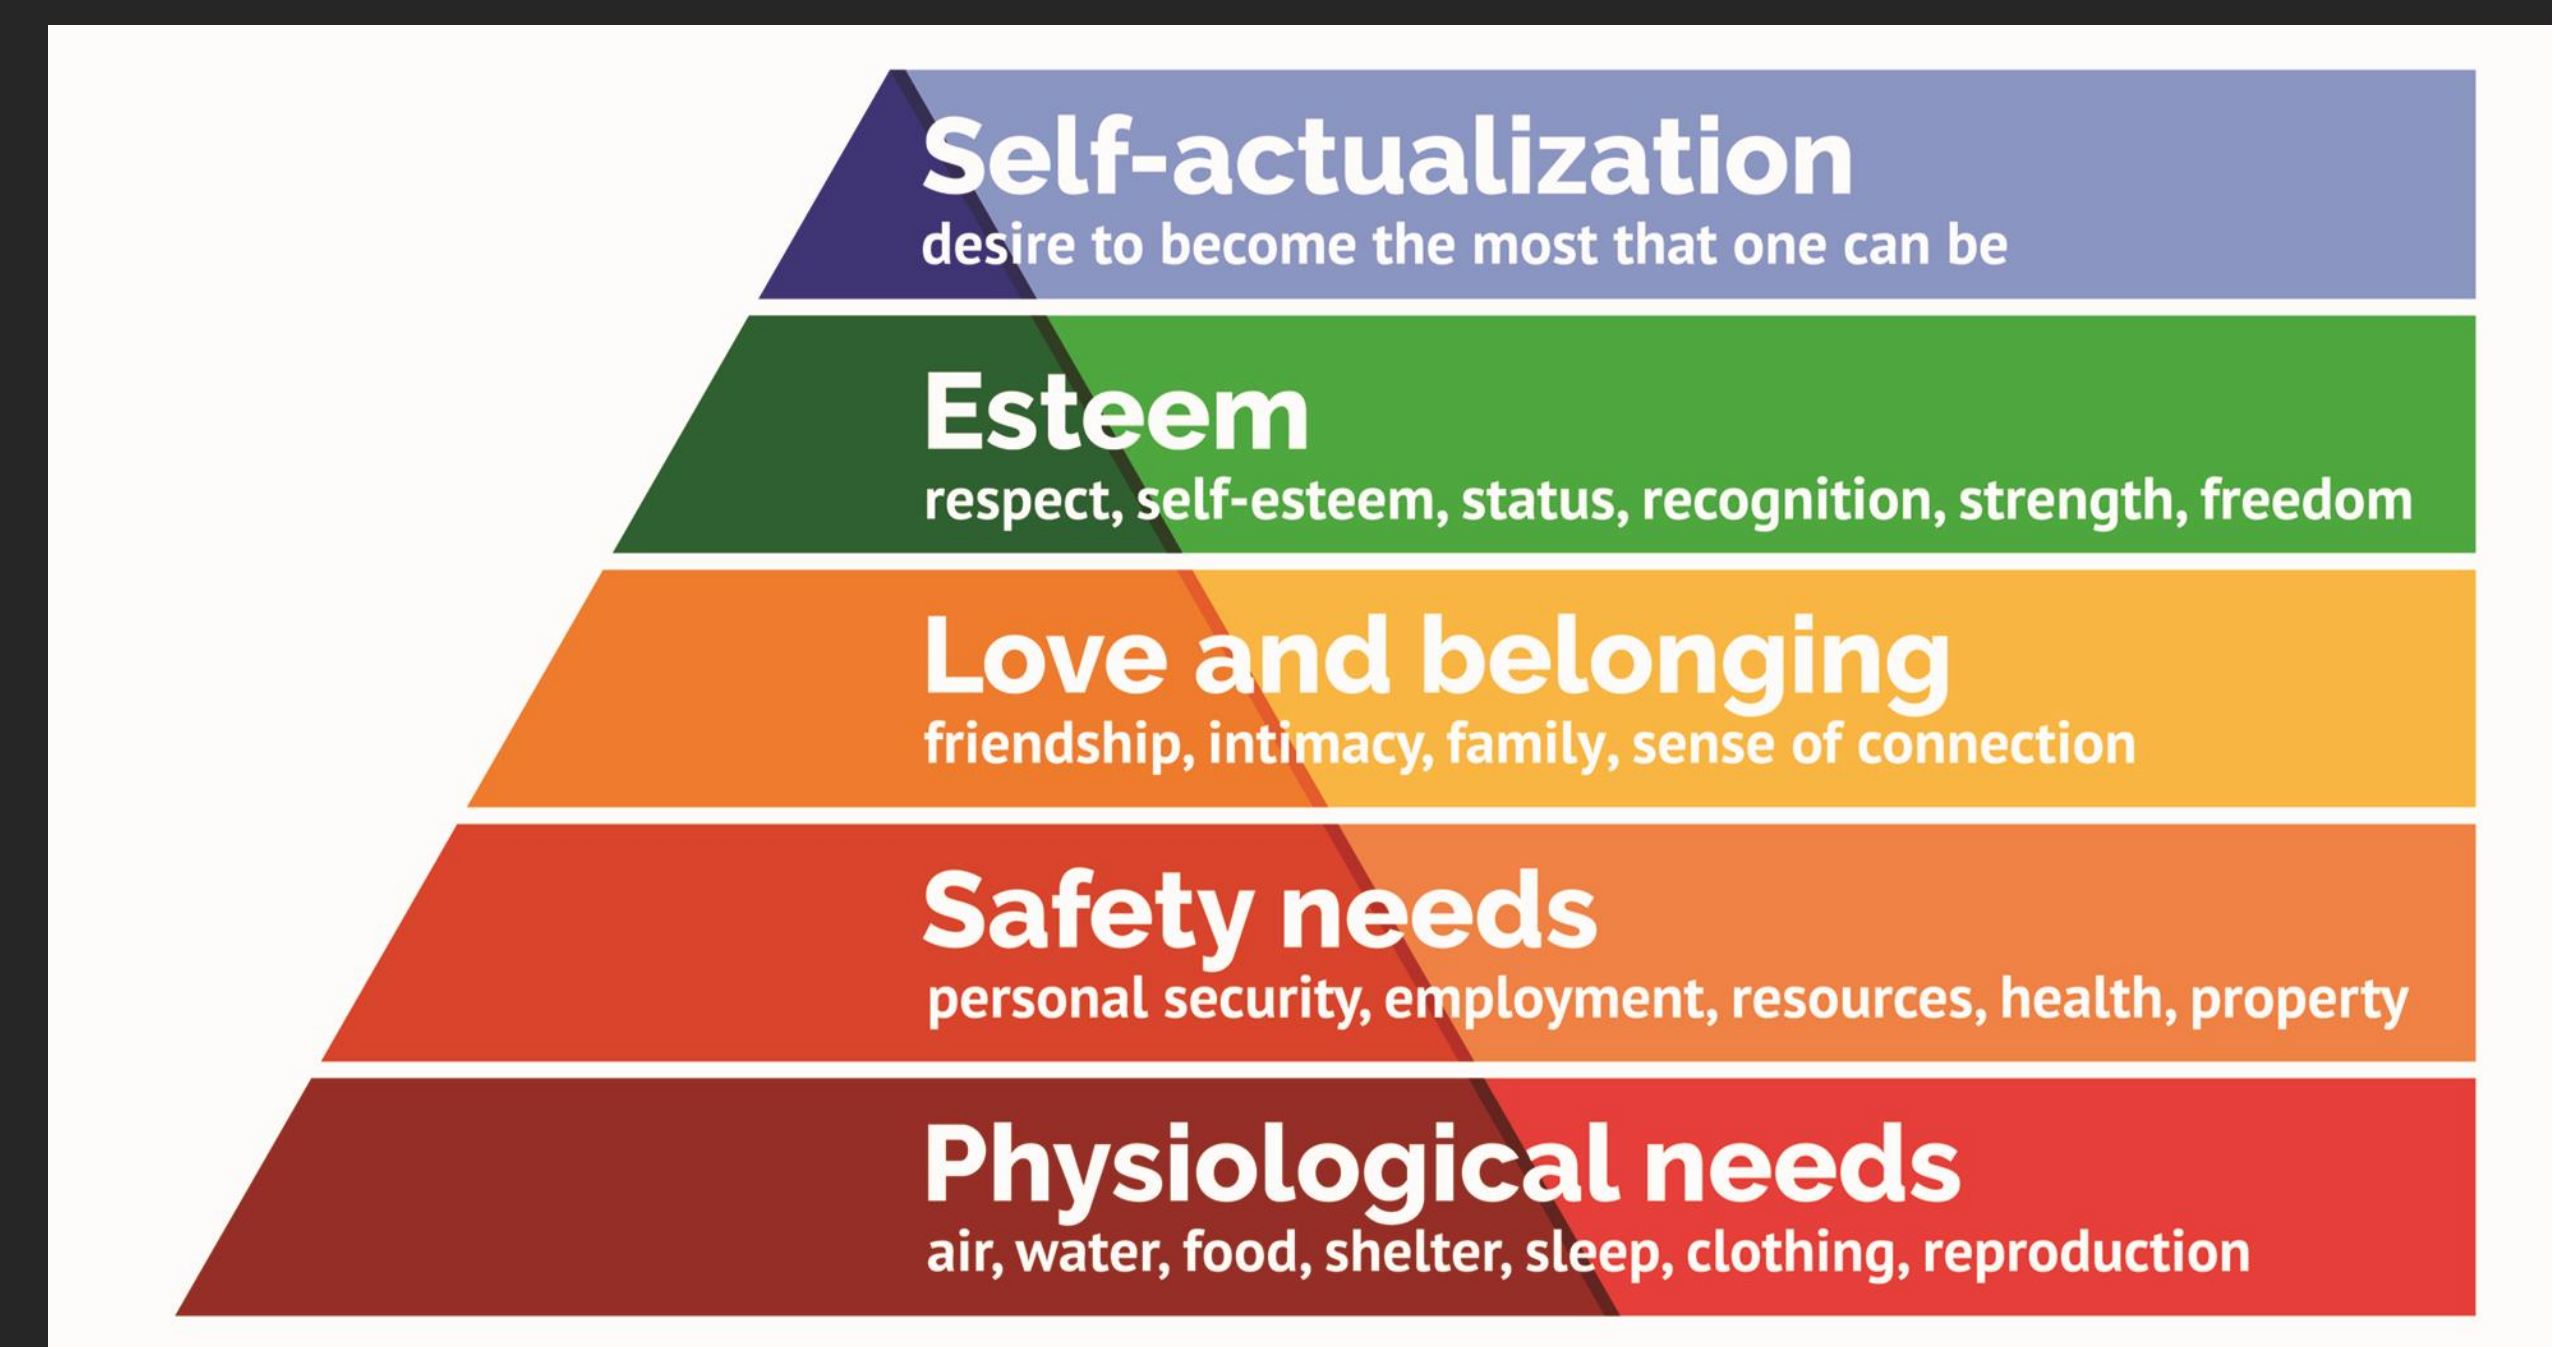 Self-actualization
desire to become the most that one can be
Esteem
respect, self-esteem, status, recognition, strength, freedom
Love and belonging
friendship, intimacy, family, sense of connection
Safety needs
personal security, employment, resources, health, property
Physiological needs
air, water, food, shelter, sleep, clothing, reproduction